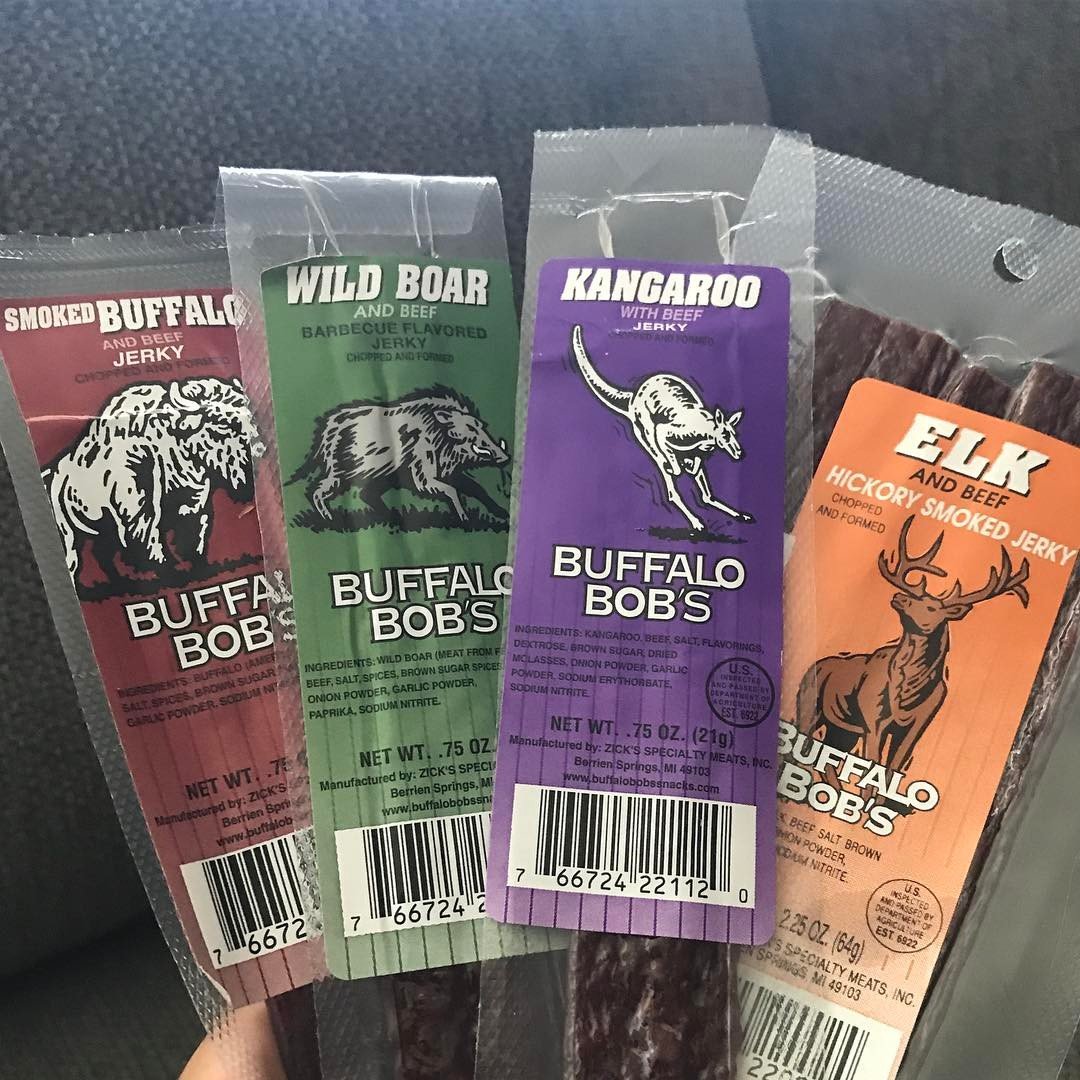 SMOKED BUFFALO
AND BEEF
JERKY
CHOPPED AND FORMED
BUFFA
BOB
INGREDIENTS: BUFFALO
SALT, SPICES, BROWN SUGAR
GARLIC POWDER, SODIUM
NET WT. .75
Manufactured by: ZICK'S
Berrien
www.buffalob
7 6672
WILD BOAR
AND BEEF
BARBECUE FLAVORED
JERKY
CHOPPED AND FORMED
BUFFALO
BOB'S
INGREDIENTS: WILD BOAR (MEAT FROM
BEEF, SALT, SPICES, BROWN SUGAR, SPICES,
ONION POWDER, GARLIC POWDER,
PAPRIKA, SODIUM NITRITE.
NET WT. .75 OZ.
Manufactured by: ZICK'S
Berrien Springs, MI
www.buffalobobssna
7 66724 2
KANGAROO
WITH BEEF
JERKY
CHOPPED AND FORMED
BUFFALO
BOB'S
INGREDIENTS: KANGAROO, BEEF, SALT, FLAVORINGS,
DEXTROSE, BROWN SUGAR, DRIED
MOLASSES, ONION POWDER, GARLIC
POWDER, SODIUM ERYTHORBATE,
SODIUM NITRITE.
U.S.
INSPECTED
AND PASSED BY
DEPARTMENT OF
AGRICULTURE
EST. 6922
NET WT. .75 OZ. (21g)
Manufactured by: ZICK'S SPECIALTY MEATS, INC.
Berrien Springs, MI 49103
www.buffalobobssnacks.com
7 66724 22112 0
ELK
AND BEEF
HICKORY SMOKED JERKY
CHOPPED
AND FORMED
BUFFALO
BOB'S
BEEF SALT BROWN
ONION POWDER,
SODIUM NITRITE.
U.S.
INSPECTED
AND PASSED BY
DEPARTMENT OF
AGRICULTURE
EST. 6922
2.25 OZ. (64g)
SPECIALTY MEATS, INC.
SPRINGS, MI 49103